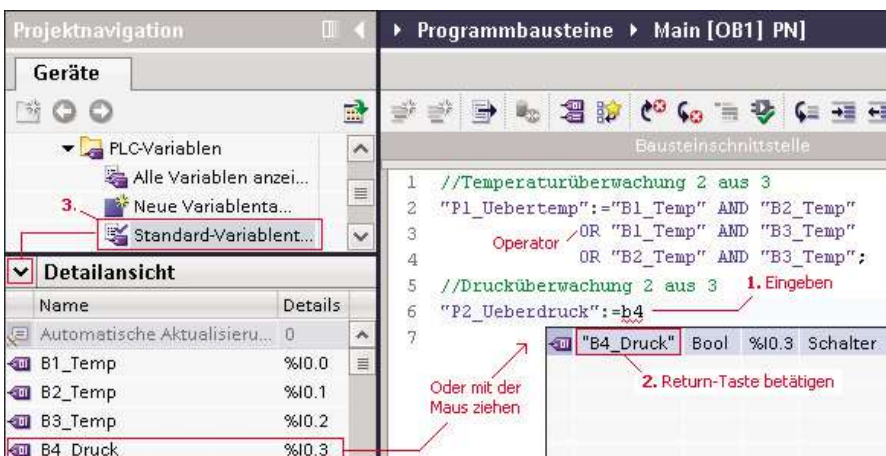 Projektnavigation
Programmbausteine ▸ Main [OB1] PN]
Geräte
PLC-Variablen
Alle Variablen anzei...
3. Neue Variablenta...
Standard-Variablent...
Detailansicht
Name Details
Automatische Aktualisieru... 0
B1_Temp %I0.0
B2_Temp %I0.1
B3_Temp %I0.2
B4_Druck %I0.3
Bausteinschnittstelle
1 //Temperaturüberwachung 2 aus 3
2 "P1_Uebertemp":="B1_Temp" AND "B2_Temp"
3 OR "B1_Temp" AND "B3_Temp"
Operator
4 OR "B2_Temp" AND "B3_Temp";
5 //Drucküberwachung 2 aus 3
1. Eingeben
6 "P2_Ueberdruck":=b4
7
"B4_Druck" Bool %I0.3 Schalter
2. Return-Taste betätigen
Oder mit der
Maus ziehen